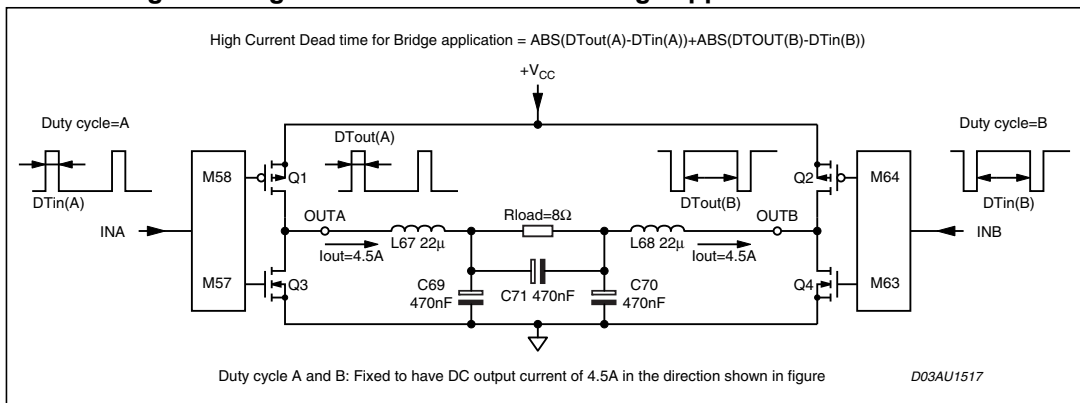 High Current Dead time for Bridge application = ABS(DTout(A)-DTin(A))+ABS(DTOUT(B)-DTin(B))
+VCC
Duty cycle=A
DTout(A)
Duty cycle=B
M58
Q1
Q2
M64
DTin(A)
DTout(B)
DTin(B)
INA
OUTA
Rload=8Ω
OUTB
INB
L67 22μ
L68 22μ
Iout=4.5A
Iout=4.5A
M57
Q3
C69
470nF
C71 470nF
C70
470nF
Q4
M63
Duty cycle A and B: Fixed to have DC output current of 4.5A in the direction shown in figure
D03AU1517